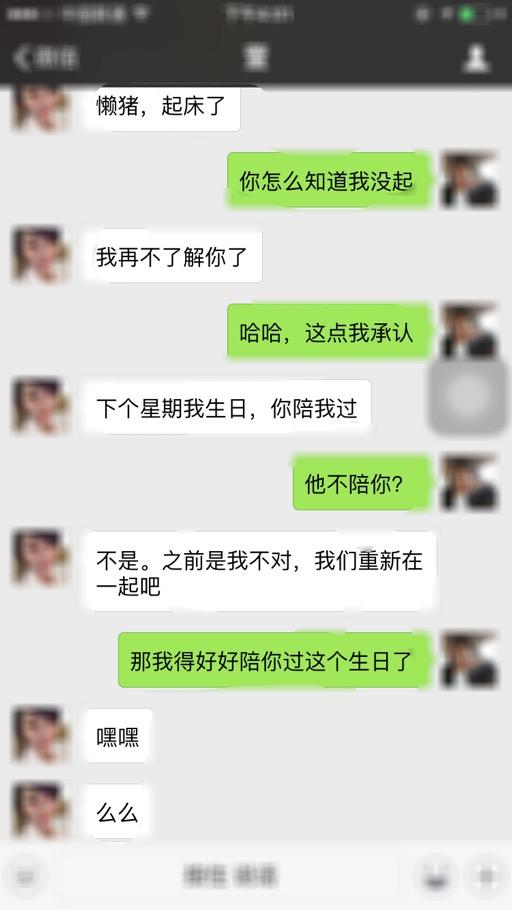 懒猪，起床了
你怎么知道我没起
我再不了解你了
哈哈，这点我承认
下个星期我生日，你陪我过
他不陪你？
不是。之前是我不对，我们重新在
一起吧
那我得好好陪你过这个生日了
嘿嘿
么么